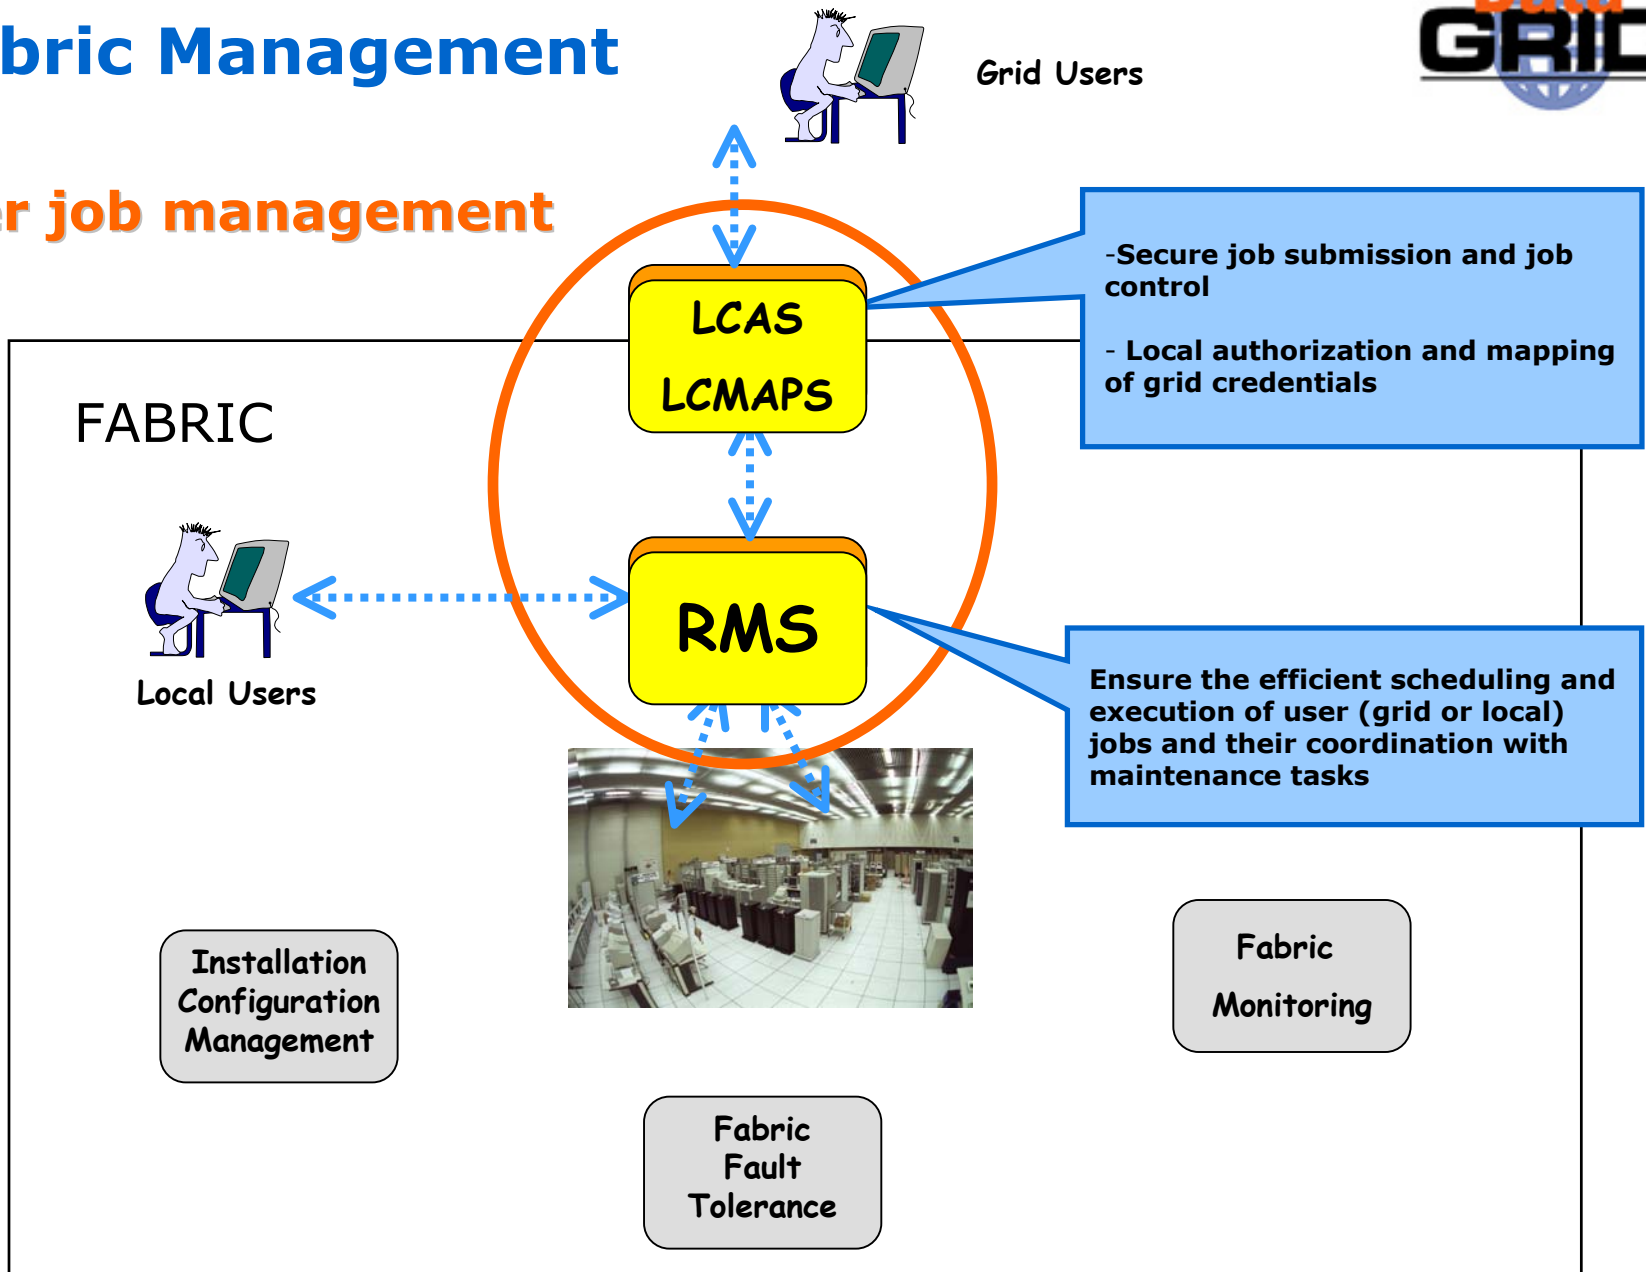 bric Management
Grid Users
Data
GRID
er job management
-Secure job submission and job
control
- Local authorization and mapping
of grid credentials
LCAS
LCMAPS
FABRIC
RMS
Local Users
Ensure the efficient scheduling and
execution of user (grid or local)
jobs and their coordination with
maintenance tasks
Installation
Configuration
Management
Fabric
Monitoring
Fabric
Fault
Tolerance